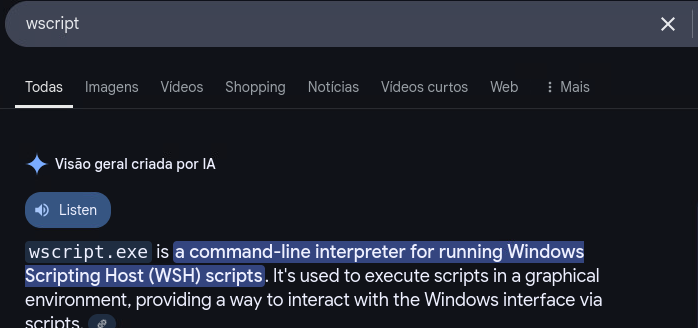 wscript
Todas Imagens Vídeos Shopping Notícias Vídeos curtos Web Mais
Visão geral criada por IA
Listen
wscript.exe is a command-line interpreter for running Windows
Scripting Host (WSH) scripts. It's used to execute scripts in a graphical
environment, providing a way to interact with the Windows interface via
scripts.